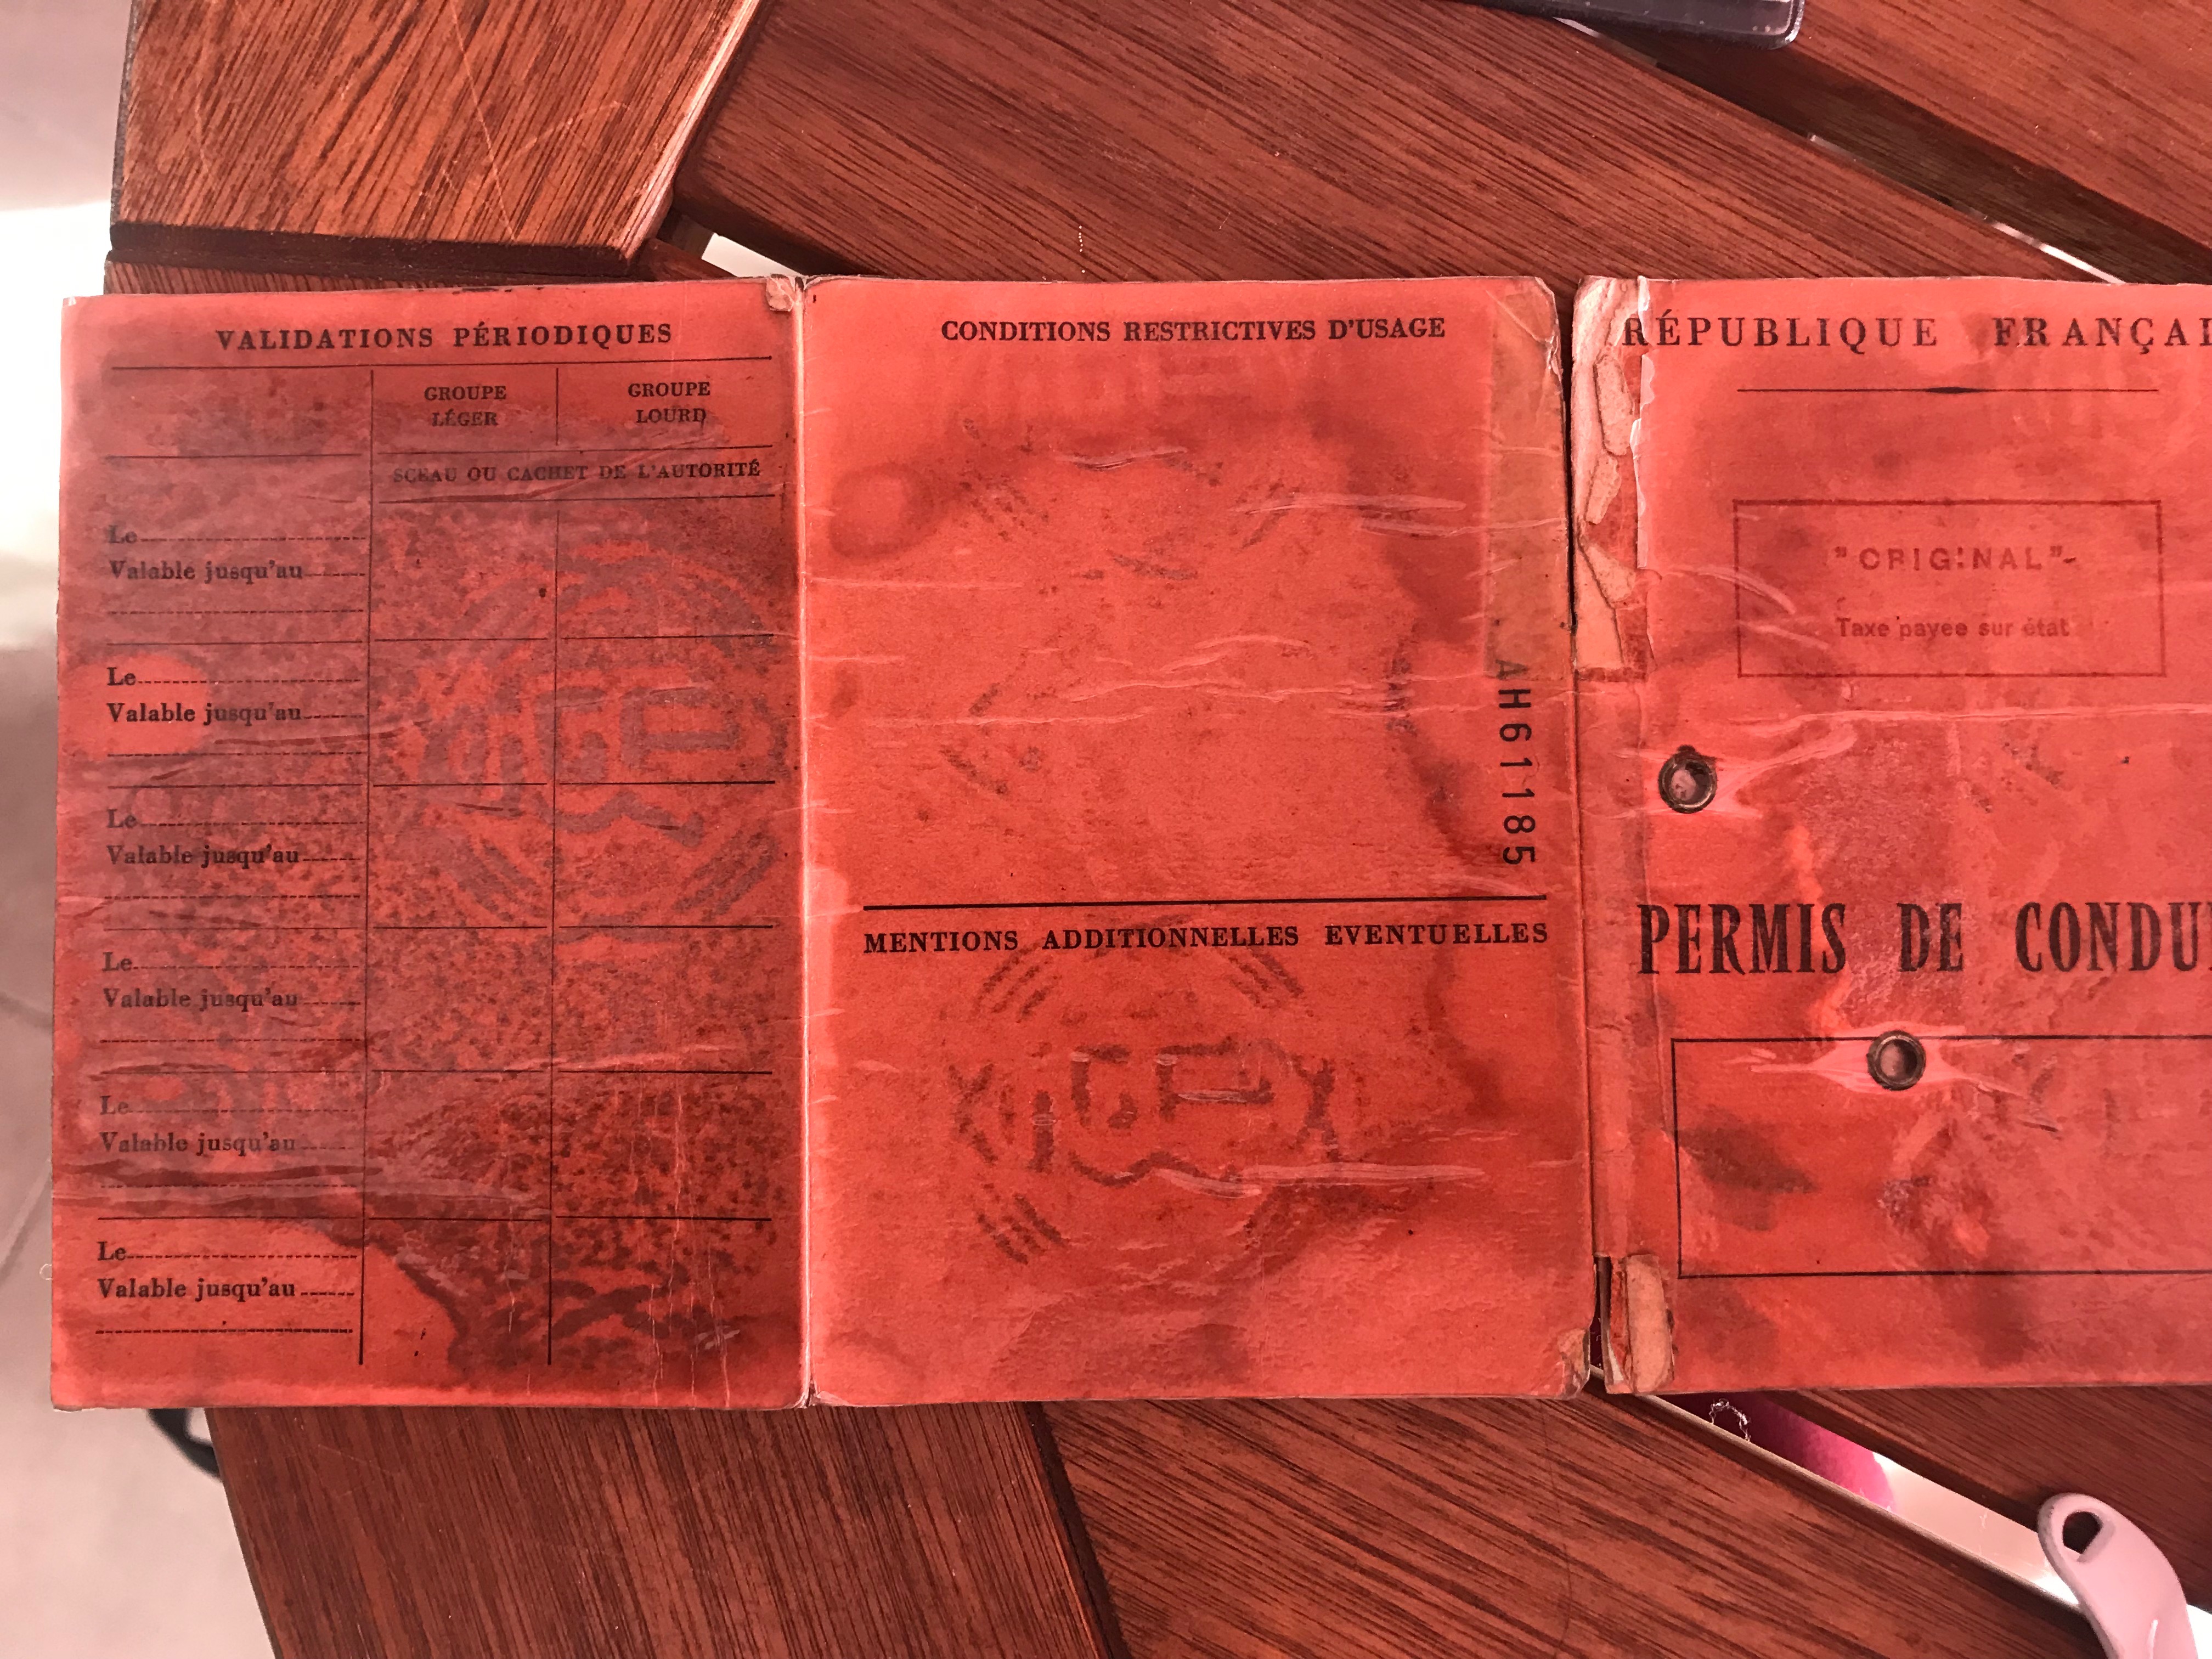 VALIDATIONS PÉRIODIQUES
GROUPE LÉGER
GROUPE LOURD
SCEAU OU CACHET DE L'AUTORITÉ
Le
Valable jusqu'au
Le
Valable jusqu'au
Le
Valable jusqu'au
Le
Valable jusqu'au
Le
Valable jusqu'au
Le
Valable jusqu'au
CONDITIONS RESTRICTIVES D'USAGE
AH611185
MENTIONS ADDITIONNELLES EVENTUELLES
RÉPUBLIQUE FRANÇAI
"ORIGINAL"-
Taxe payee sur état
PERMIS DE CONDUI